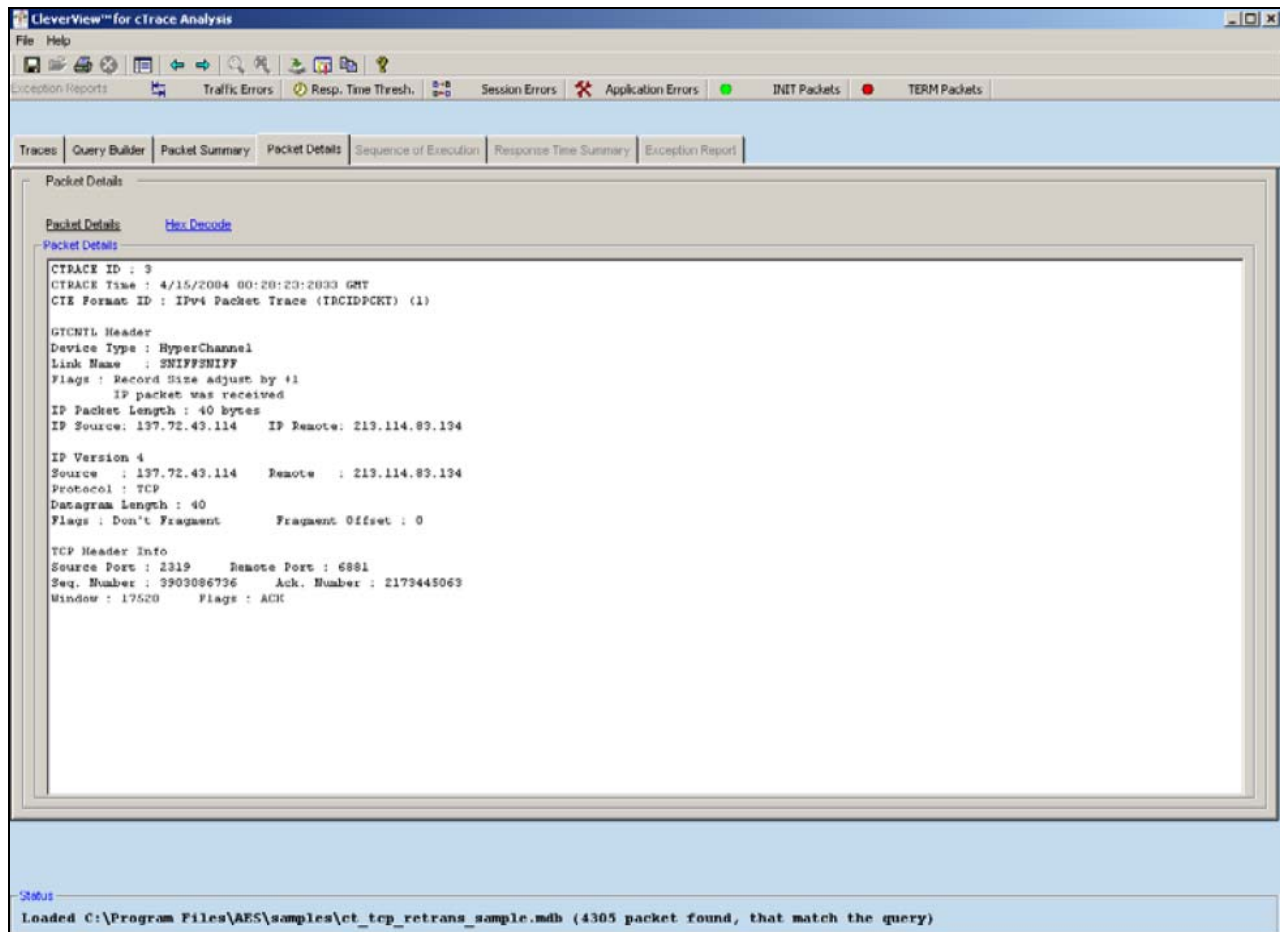 CleverView™ for cTrace Analysis
File Help
Exception Reports Traffic Errors Resp. Time Thresh. Session Errors Application Errors INIT Packets TERM Packets
Traces Query Builder Packet Summary Packet Details Sequence of Execution Response Time Summary Exception Report
Packet Details
Packet Details Hex Decode
Packet Details
CTRACE ID : 3
CTRACE Time : 4/15/2004 00:28:23:2833 GMT
CTE Format ID : IPv4 Packet Trace (TRCIDPCKT) (1)
GTCNTL Header
Device Type : HyperChannel
Link Name : SNIFFSNIFF
Flags : Record Size adjust by +1
IP packet was received
IP Packet Length : 40 bytes
IP Source: 137.72.43.114 IP Remote: 213.114.83.134
IP Version 4
Source : 137.72.43.114 Remote : 213.114.83.134
Protocol : TCP
Datagram Length : 40
Flags : Don't Fragment Fragment Offset : 0
TCP Header Info
Source Port : 2319 Remote Port : 6881
Seq. Number : 3903086736 Ack. Number : 2173445063
Window : 17520 Flags : ACK
Status
Loaded C:\Program Files\AES\samples\ct_tcp_retrans_sample.mdb (4305 packet found, that match the query)